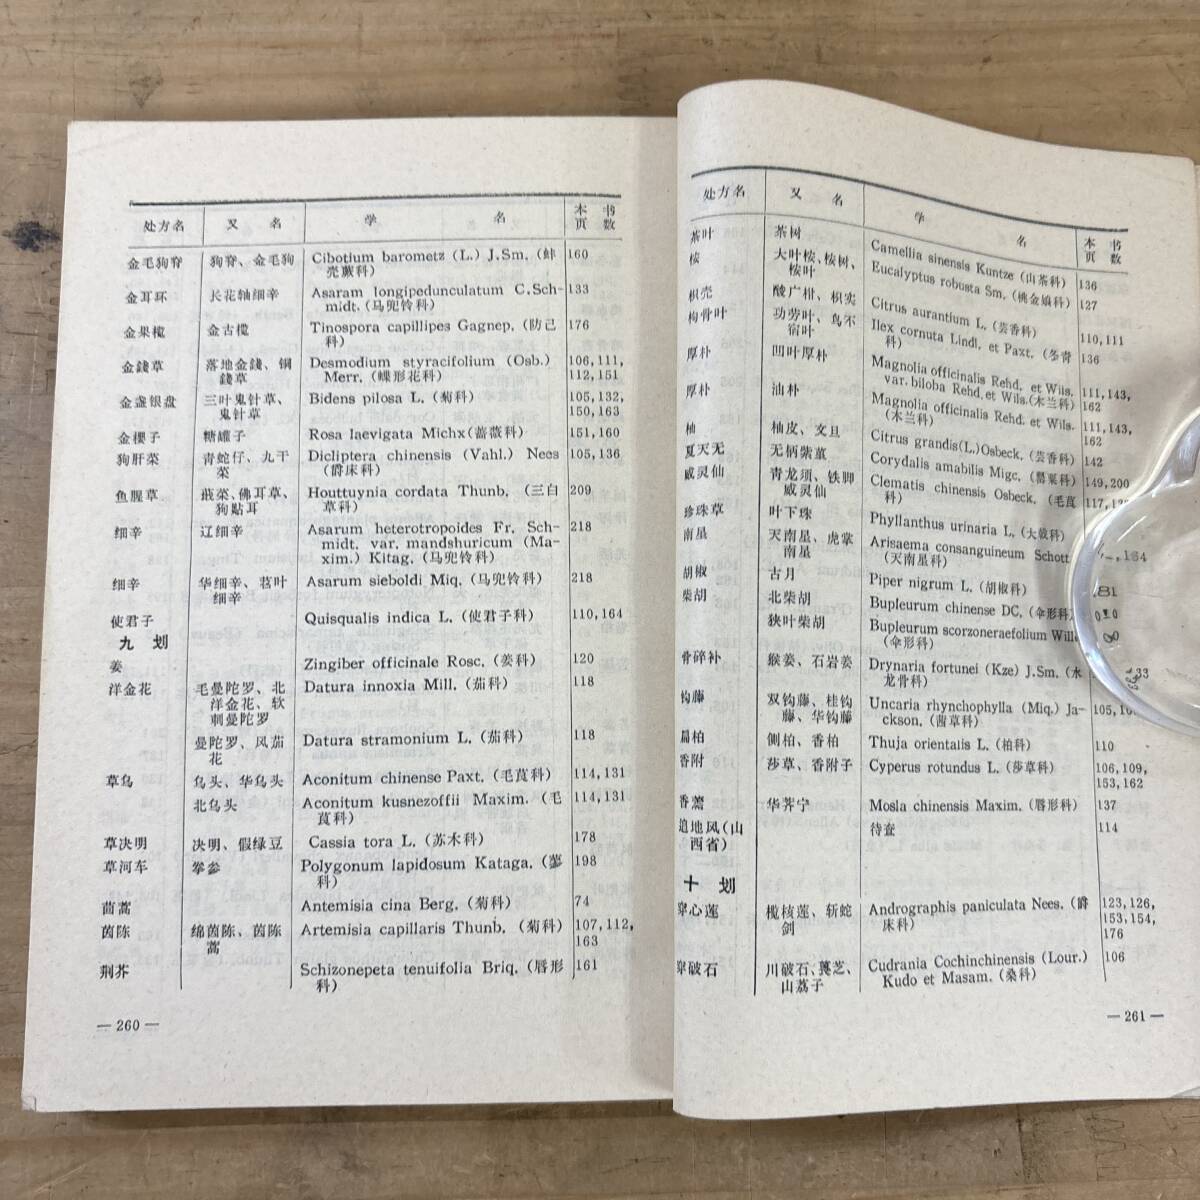 处方名 又 名 学 名 本 书
页 数
金毛狗脊 狗脊、金毛狗 Cibotium barometz (L.) J.Sm. (蚌 160
壳蕨科)
金耳环 长花轴细辛 Asaram longipedunculatum C.Sch- 133
midt. (马兜铃科)
金果榄 金古榄 Tinospora capillipes Gagnep. (防己 176
科)
金錢草 落地金錢、铜 Desmodium styracifolium (Osb.) 106,111,
錢草 Merr. (蝶形花科) 112,151
金盏银盘 三叶鬼针草、 Bidens pilosa L. (菊科) 105,132,
鬼针草 150,163
金樱子 糖罐子 Rosa laevigata Michx (蔷薇科) 151,160
狗肝菜 青蛇仔、九干 Dicliptera chinensis (Vahl.) Nees 105,136
菜 (爵床科)
鱼腥草 蕺菜、佛耳草、 Houttuynia cordata Thunb. (三白 209
狗贴耳 草科)
细辛 辽细辛 Asarum heterotropoides Fr. Sch- 218
midt. var. mandshuricum (Ma-
xim.) Kitag. (马兜铃科)
细辛 华细辛、苕叶 Asarum sieboldi Miq. (马兜铃科) 218
细辛
使君子 Quisqualis indica L. (使君子科) 110,164
九 划
姜 Zingiber officinale Rosc. (姜科) 120
洋金花 毛曼陀罗、北 Datura innoxia Mill. (茄科) 118
洋金花、软
刺曼陀罗
曼陀罗、风茄 Datura stramonium L. (茄科) 118
花
草乌 乌头、华乌头 Aconitum chinense Paxt. (毛茛科) 114,131
北乌头 Aconitum kusnezoffii Maxim. (毛 114,131
茛科)
草决明 决明、假绿豆 Cassia tora L. (苏木科) 178
草河车 拳参 Polygonum lapidosum Kataga. (蓼 198
科)
茴蒿 Antemisia cina Berg. (菊科) 74
茵陈 绵茵陈、茵陈 Artemisia capillaris Thunb. (菊科) 107,112,
蒿 163
荆芥 Schizonepeta tenuifolia Briq. (唇形 161
科)
— 260 —
处方名 又 名 学 名 本 书
页 数
茶叶 茶树 Camellia sinensis Kuntze (山茶科) 136
桉 大叶桉、桉树、 Eucalyptus robusta Sm. (桃金娘科) 127
桉叶
枳壳 酸广柑、枳实 Citrus aurantium L. (芸香科) 110,111
枸骨叶 功劳叶、鸟不 Ilex cornuta Lindl. et Paxt. (冬青 136
宿叶 科)
厚朴 凹叶厚朴 Magnolia officinalis Rehd. et Wils. 111,143,
var. biloba Rehd. et Wils. (木兰科) 162
厚朴 油朴 Magnolia officinalis Rehd. et Wils. 111,143,
(木兰科) 162
柚 柚皮、文旦 Citrus grandis(L.)Osbeck. (芸香科) 142
夏天无 无柄紫堇 Corydalis amabilis Migc. (罂粟科) 149,200
威灵仙 青龙须、铁脚 Clematis chinensis Osbeck. (毛茛 117,
威灵仙 科)
珍珠草 叶下珠 Phyllanthus urinaria L. (大戟科)
南星 天南星、虎掌 Arisaema consanguineum Schott. 164
南星 (天南星科)
胡椒 古月 Piper nigrum L. (胡椒科) 81
柴胡 北柴胡 Bupleurum chinense DC. (伞形科)
狭叶柴胡 Bupleurum scorzoneraefolium Wille
(伞形科)
骨碎补 猴姜、石岩姜 Drynaria fortunei (Kze) J.Sm. (水 33
龙骨科)
钩藤 双钩藤、桂钩 Uncaria rhynchophylla (Miq.) Ja- 105,
藤、华钩藤 ckson. (茜草科)
扁柏 侧柏、香柏 Thuja orientalis L. (柏科) 110
香附 莎草、香附子 Cyperus rotundus L. (莎草科) 106,109,
153,162
香薷 华荠宁 Mosla chinensis Maxim. (唇形科) 137
追地风(山 待查 114
西省)
十 划
穿心莲 榄核莲、斩蛇 Andrographis paniculata Nees. (爵 123,126,
剑 床科) 153,154,
176
穿破石 川破石、葨芝、 Cudrania Cochinchinensis (Lour.) 106
山荔子 Kudo et Masam. (桑科)
— 261 —